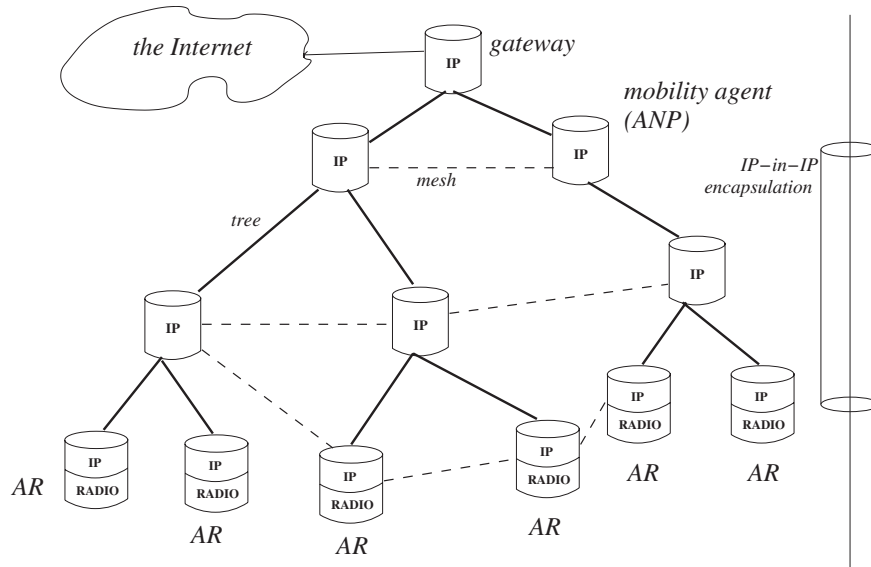 the Internet
gateway
IP
mobility agent
(ANP)
IP
IP
IP−in−IP
encapsulation
mesh
tree
IP
IP
IP
IP
RADIO
IP
RADIO
IP
RADIO
IP
RADIO
IP
RADIO
IP
RADIO
AR
AR
AR
AR
AR
AR